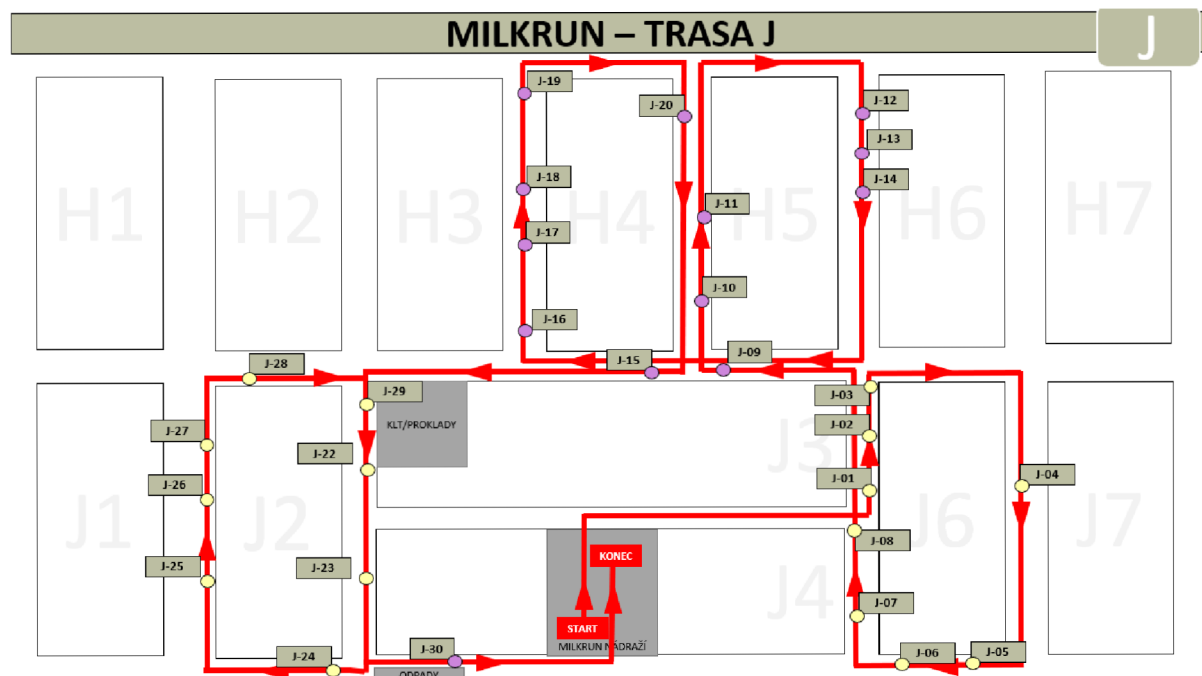 MILKRUN – TRASA J
J
J-19
J-20
J-12
J-13
J-14
J-18
J-11
J-17
H1
H2
H3
H4
H5
H6
H7
J-10
J-16
J-15
J-09
J-28
J-29
J-03
KLT/PROKLADY
J-02
J-27
J-22
J3
J-01
J-04
J-26
J1
J2
J6
J7
J-08
KONEC
J-25
J-23
J4
J-07
START
MILKRUN NÁDRAŽÍ
J-24
J-30
J-06
J-05
ODPADY